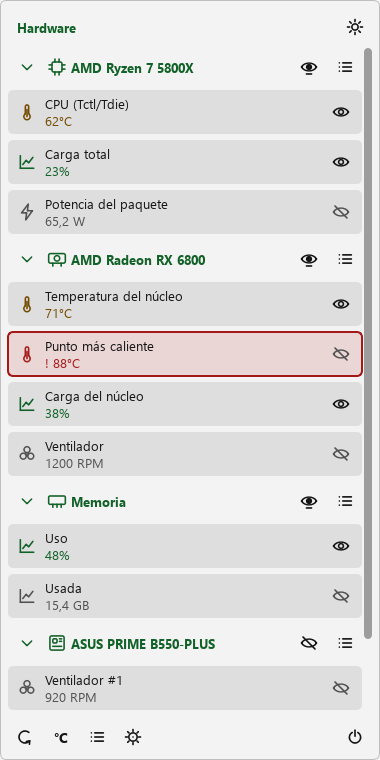 Hardware
AMD Ryzen 7 5800X
CPU (Tctl/Tdie)
62°C
Carga total
23%
Potencia del paquete
65,2 W
AMD Radeon RX 6800
Temperatura del núcleo
71°C
Punto más caliente
! 88°C
Carga del núcleo
38%
Ventilador
1200 RPM
Memoria
Uso
48%
Usada
15,4 GB
ASUS PRIME B550-PLUS
Ventilador #1
920 RPM
°C